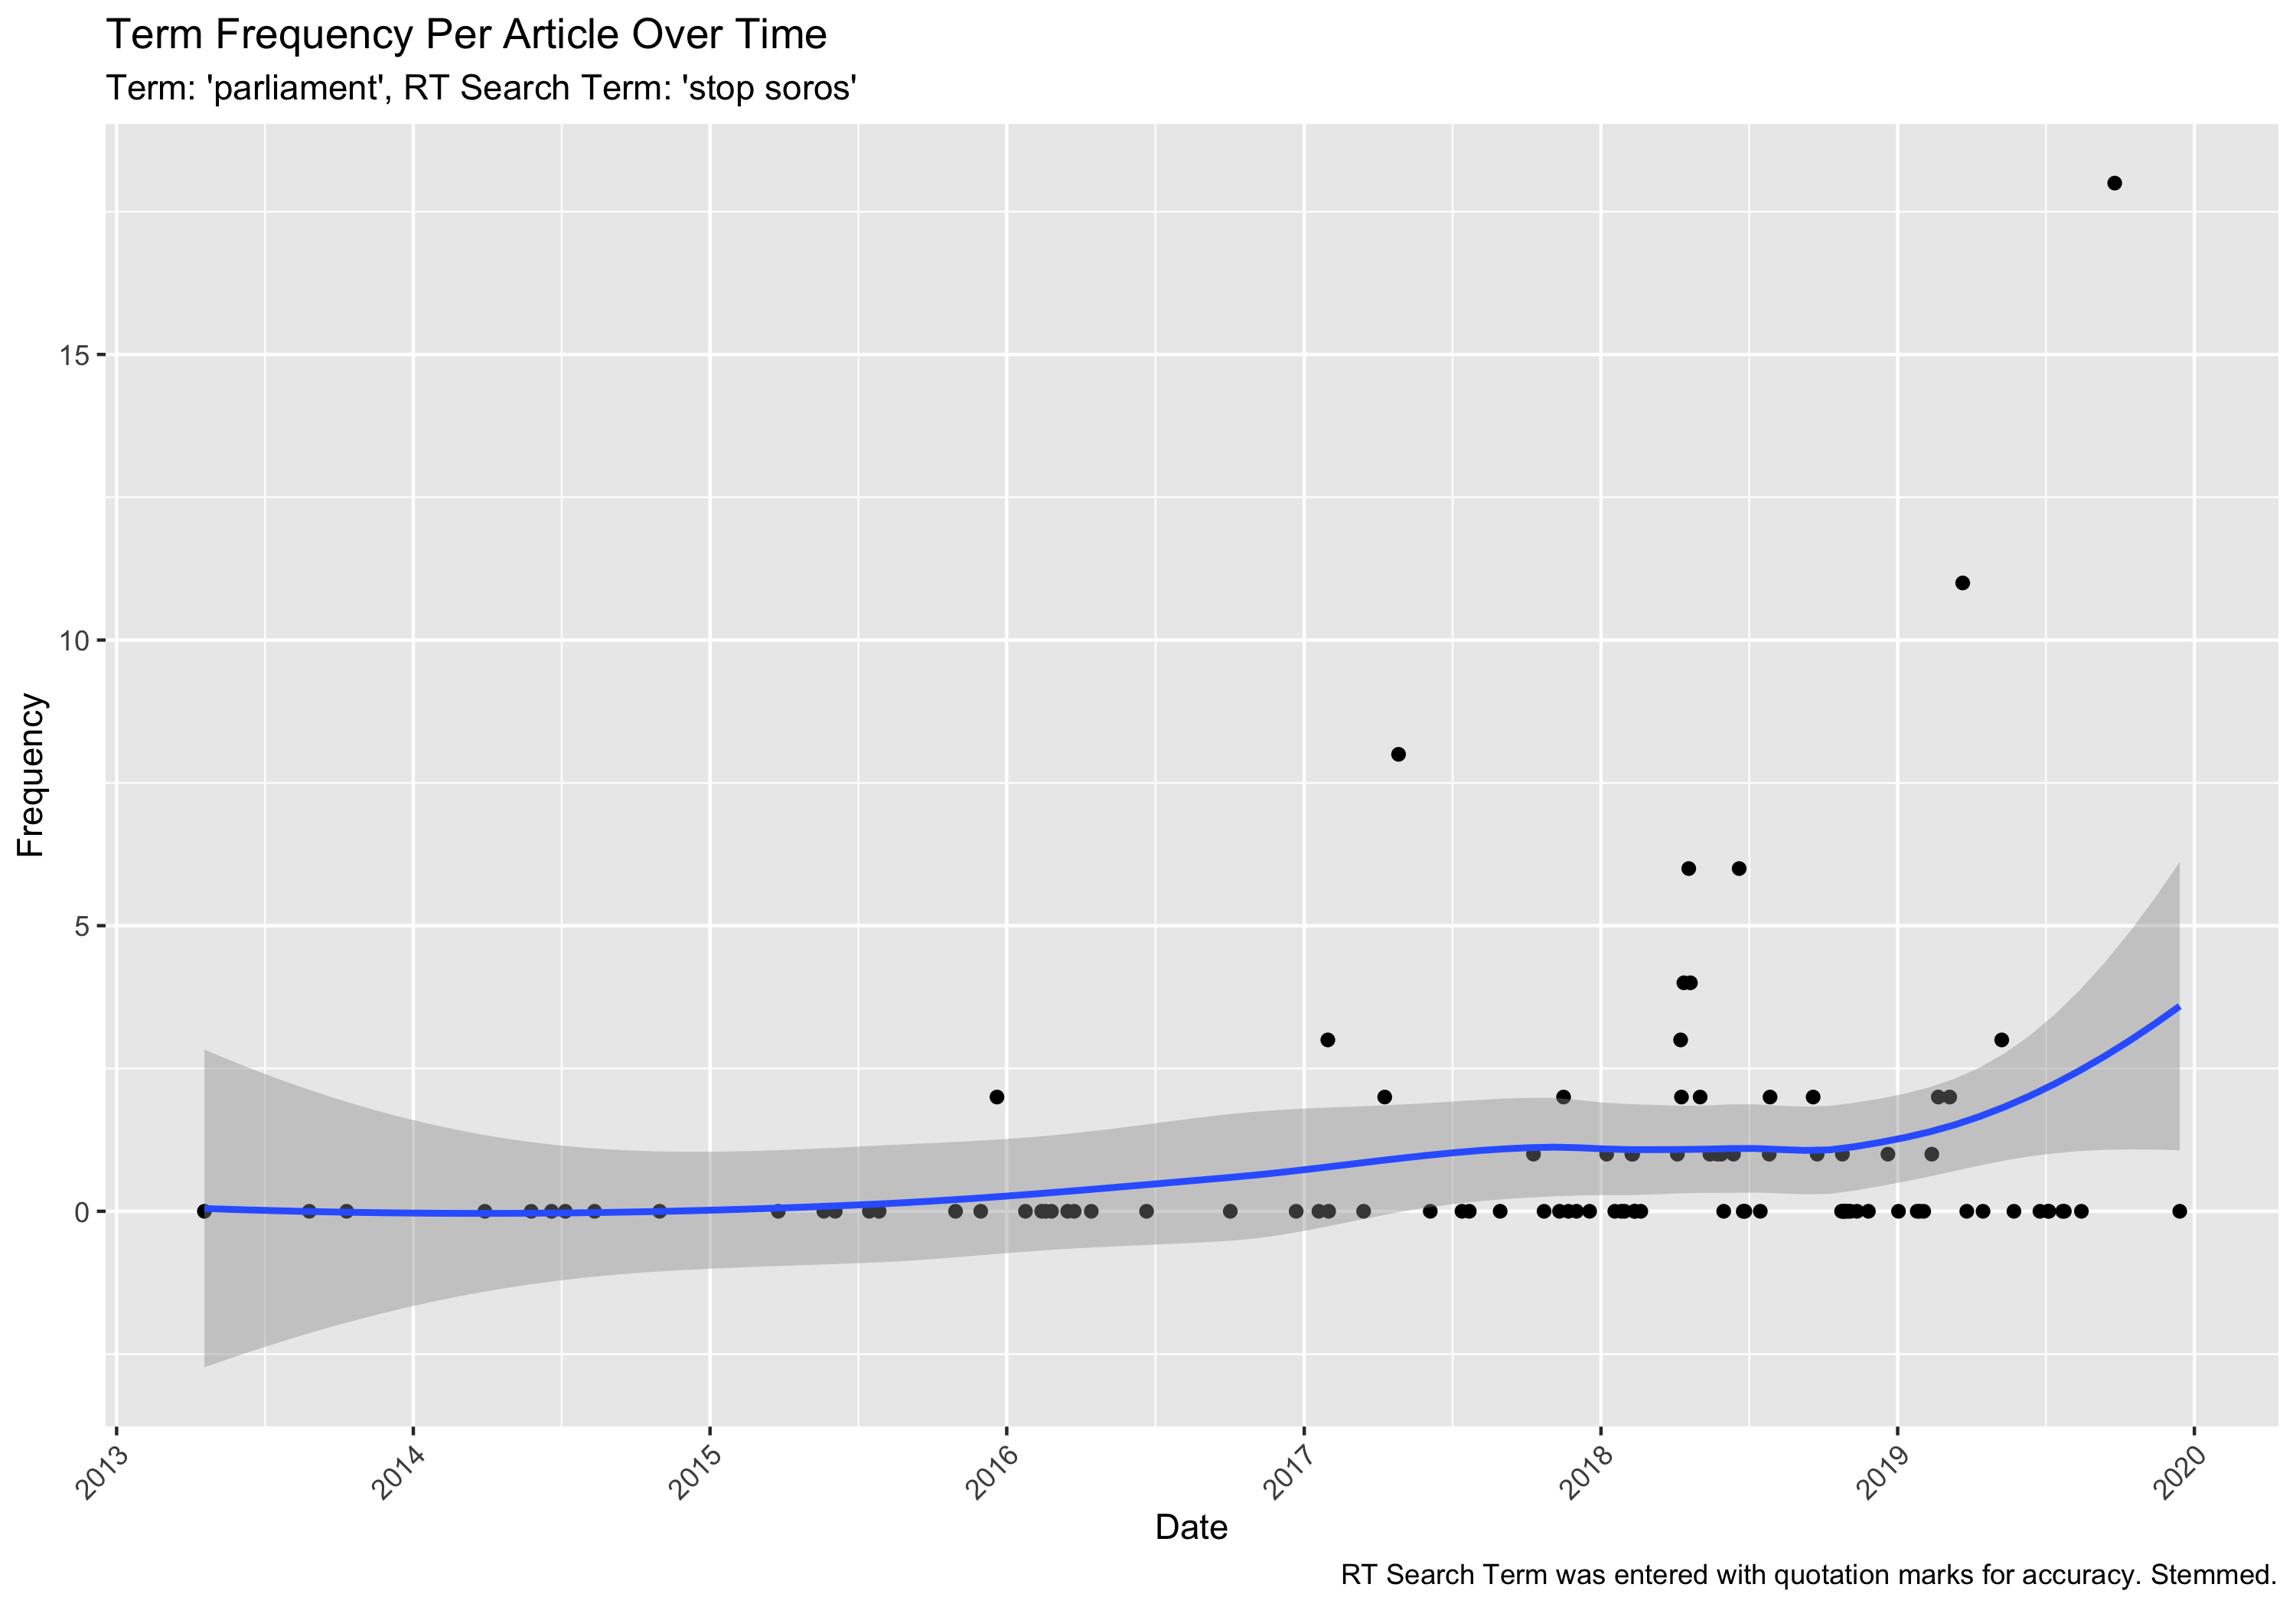 Term Frequency Per Article Over Time
Term: 'parliament', RT Search Term: 'stop soros'
Frequency
15
10
5
0
2013
2014
2015
2016
2017
2018
2019
2020
Date
RT Search Term was entered with quotation marks for accuracy. Stemmed.